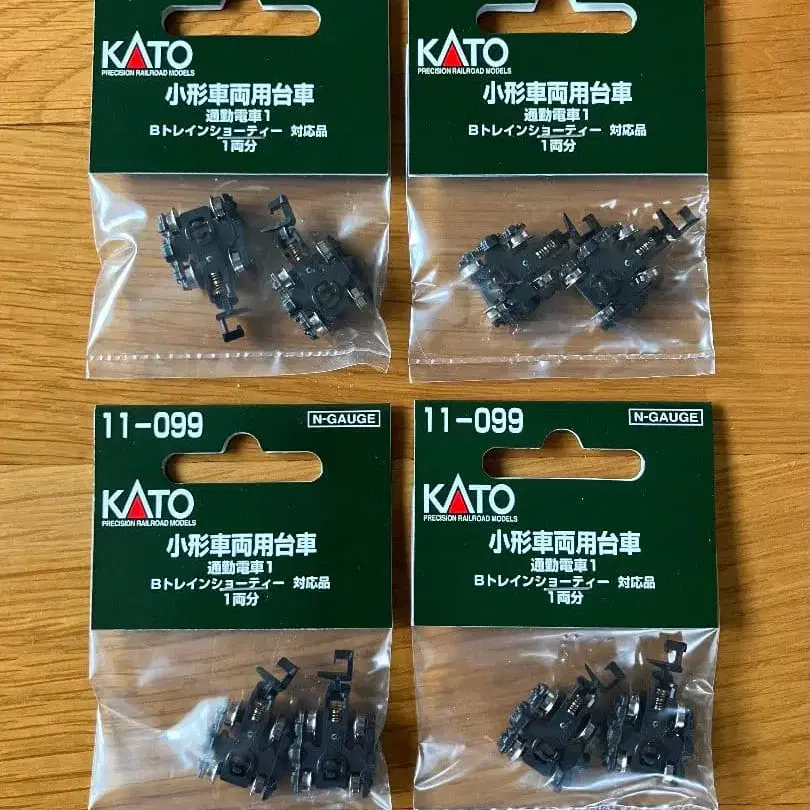 KATO
PRECISION RAILROAD MODELS
小形車両用台車
通勤電車1
Bトレインショーティー 対応品
1両分
KATO
PRECISION RAILROAD MODELS
小形車両用台車
通勤電車1
Bトレインショーティー 対応品
1両分
11-099
N-GAUGE
KATO
PRECISION RAILROAD MODELS
小形車両用台車
通勤電車1
Bトレインショーティー 対応品
1両分
11-099
N-GAUGE
KATO
PRECISION RAILROAD MODELS
小形車両用台車
通勤電車1
Bトレインショーティー 対応品
1両分